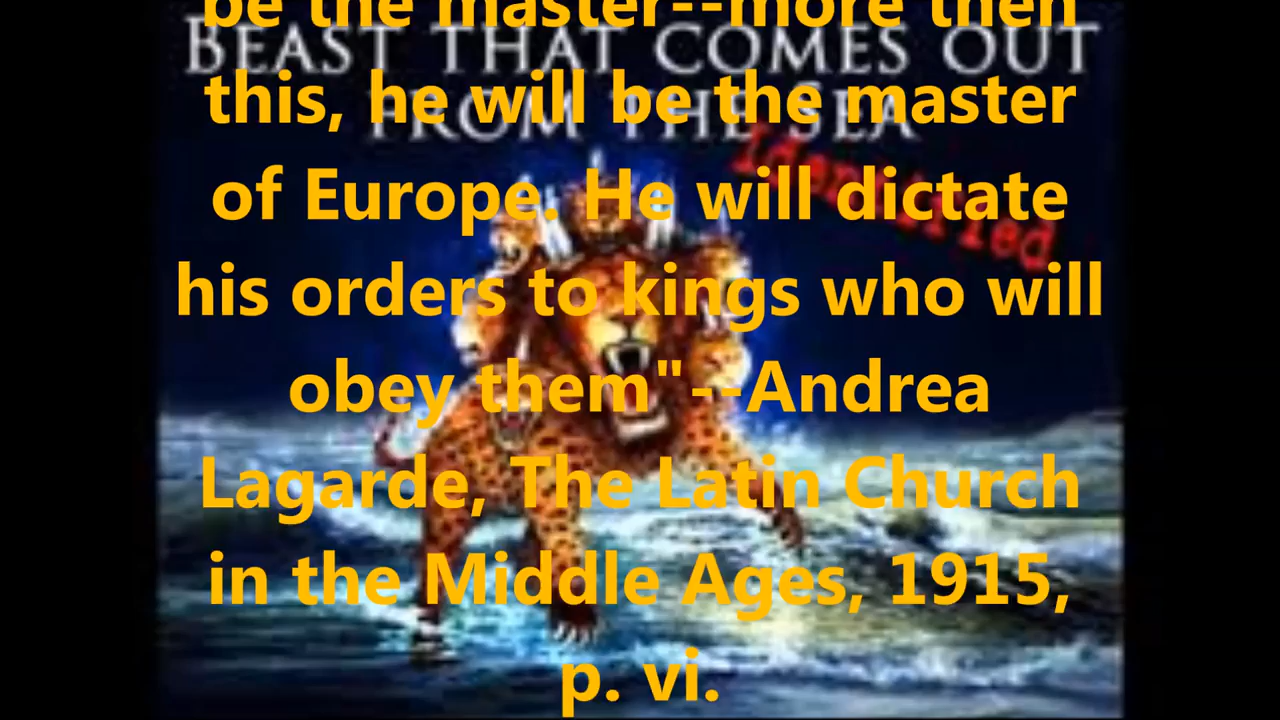 be the master--more then
BEAST THAT COMES OUT
this, he will be the master
FROM THE SEA
Identified
of Europe. He will dictate
his orders to kings who will
obey them"--Andrea
Lagarde, The Latin Church
in the Middle Ages, 1915,
p. vi.